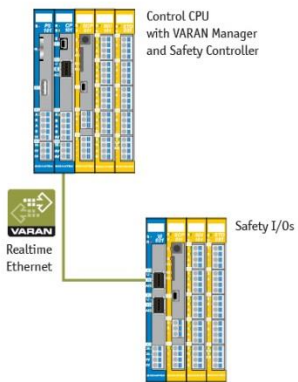 Control CPU
with VARAN Manager
and Safety Controller
VARAN
Realtime
Ethernet
Safety I/Os